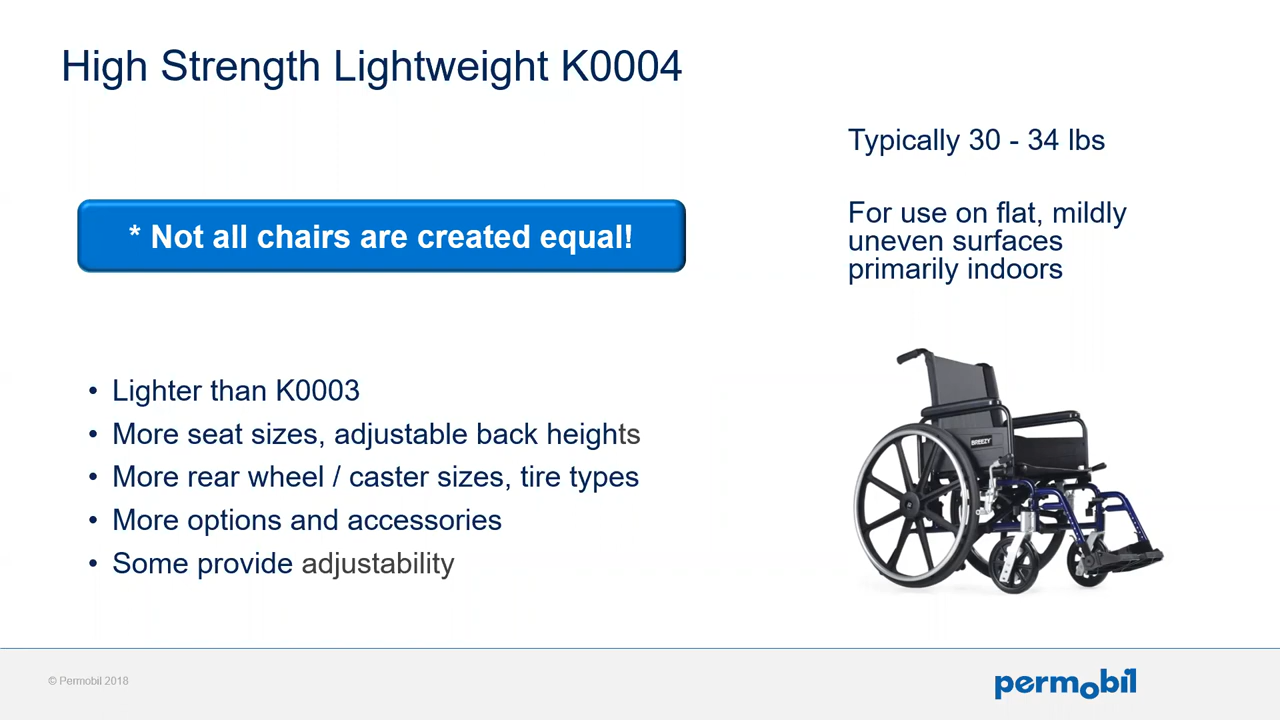 High Strength Lightweight K0004
Typically 30 - 34 lbs
* Not all chairs are created equal!
For use on flat, mildly
uneven surfaces
primarily indoors
• Lighter than K0003
• More seat sizes, adjustable back heights
• More rear wheel / caster sizes, tire types
• More options and accessories
• Some provide adjustability
BREEZY
© Permobil 2018
permobil